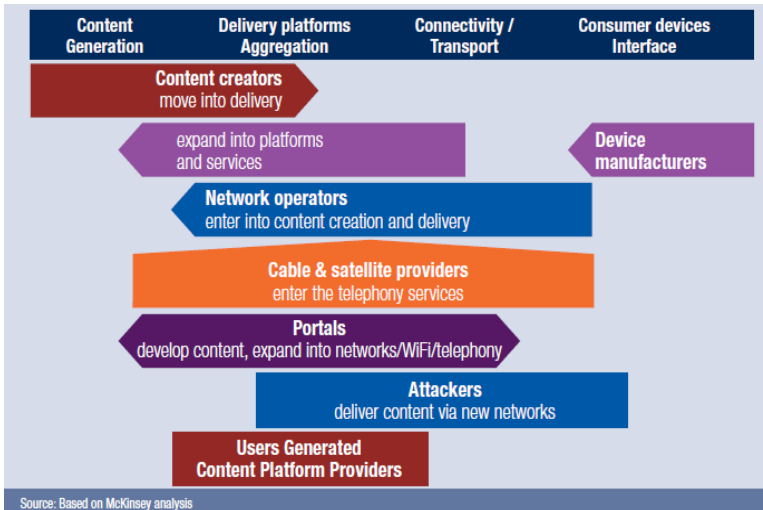 Content
Generation
Delivery platforms
Aggregation
Connectivity /
Transport
Consumer devices
Interface
Content creators
move into delivery
expand into platforms
and services
Device
manufacturers
Network operators
enter into content creation and delivery
Cable & satellite providers
enter the telephony services
Portals
develop content, expand into networks/WiFi/telephony
Attackers
deliver content via new networks
Users Generated
Content Platform Providers
Source: Based on McKinsey analysis